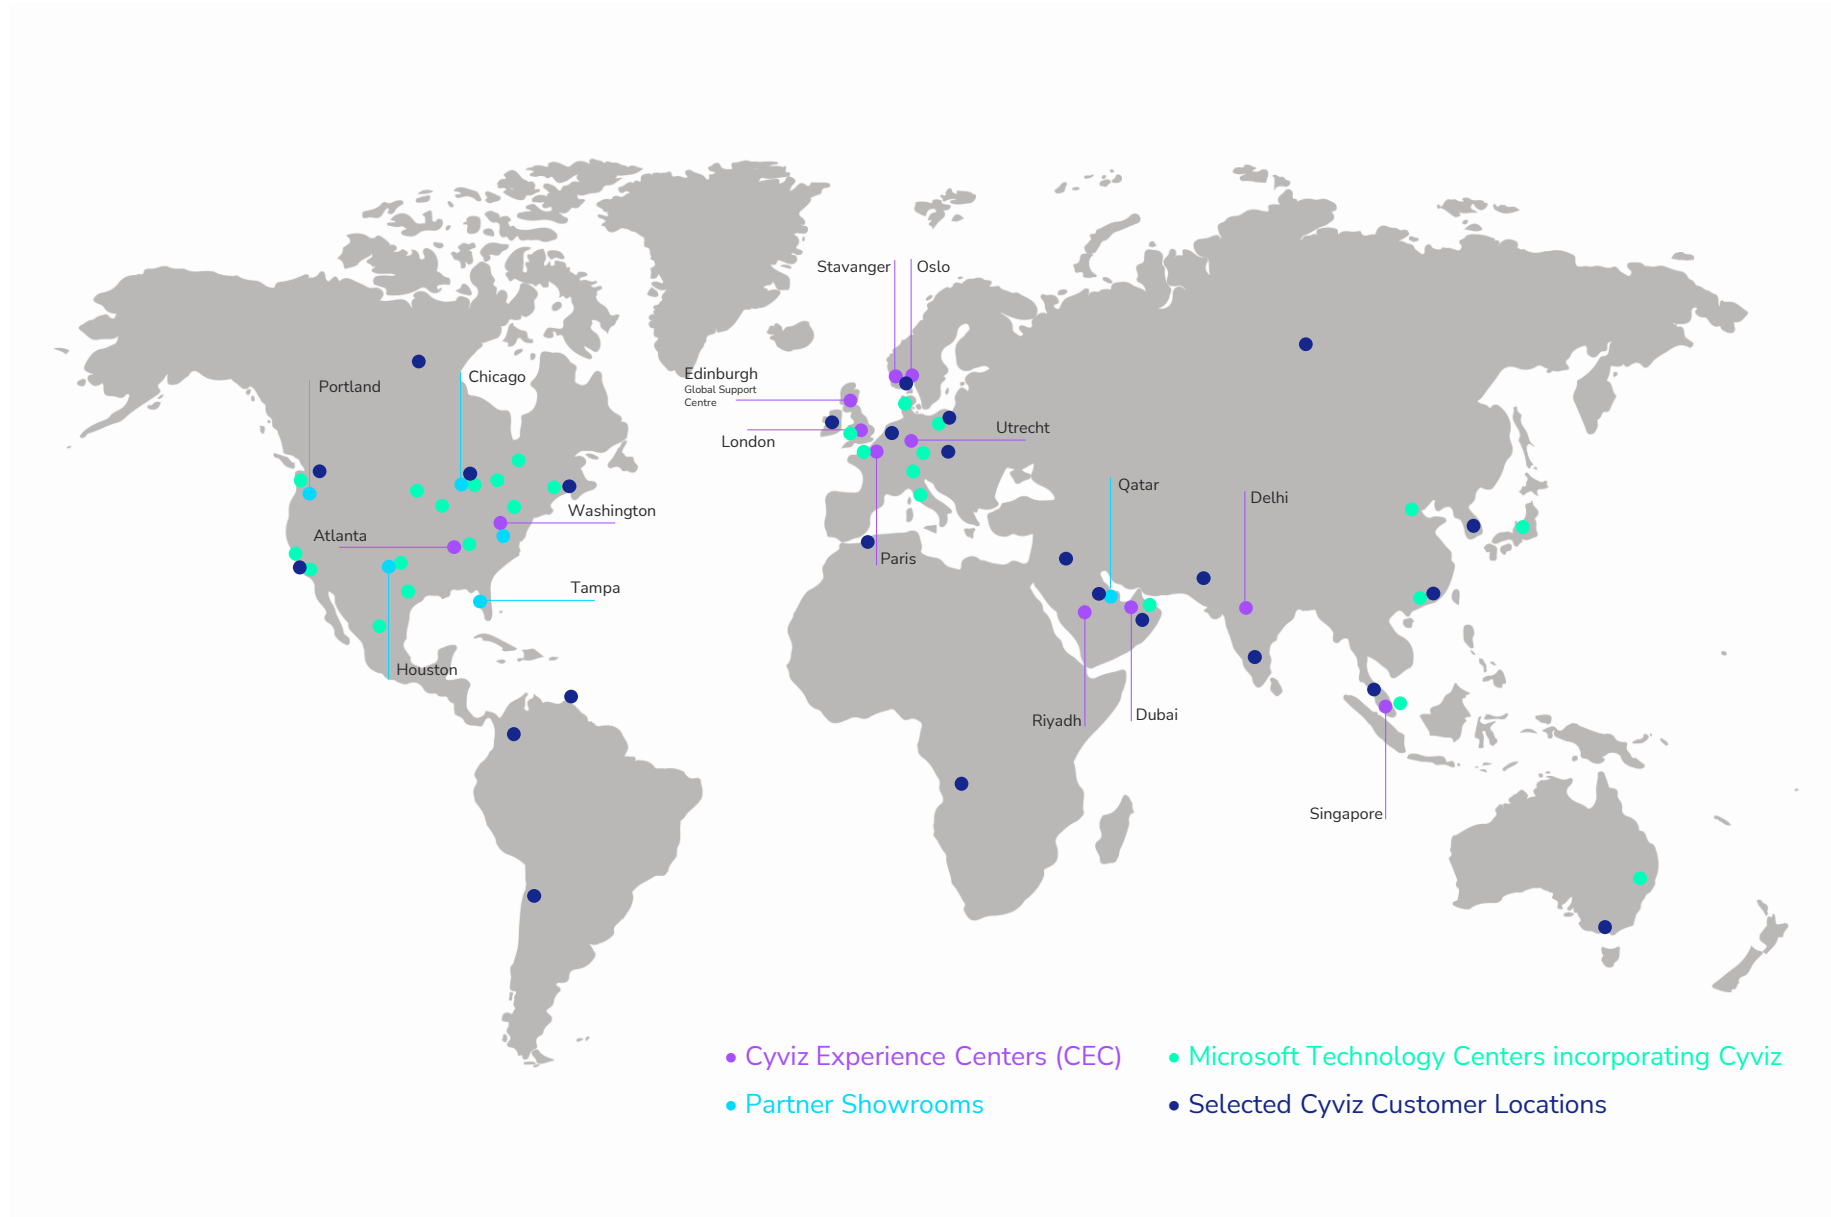 Stavanger
Oslo
Edinburgh
Global Support
Centre
Chicago
Portland
Utrecht
London
Qatar
Delhi
Washington
Atlanta
Paris
Tampa
Houston
Riyadh
Dubai
Singapore
Cyviz Experience Centers (CEC)
Microsoft Technology Centers incorporating Cyviz
Partner Showrooms
Selected Cyviz Customer Locations